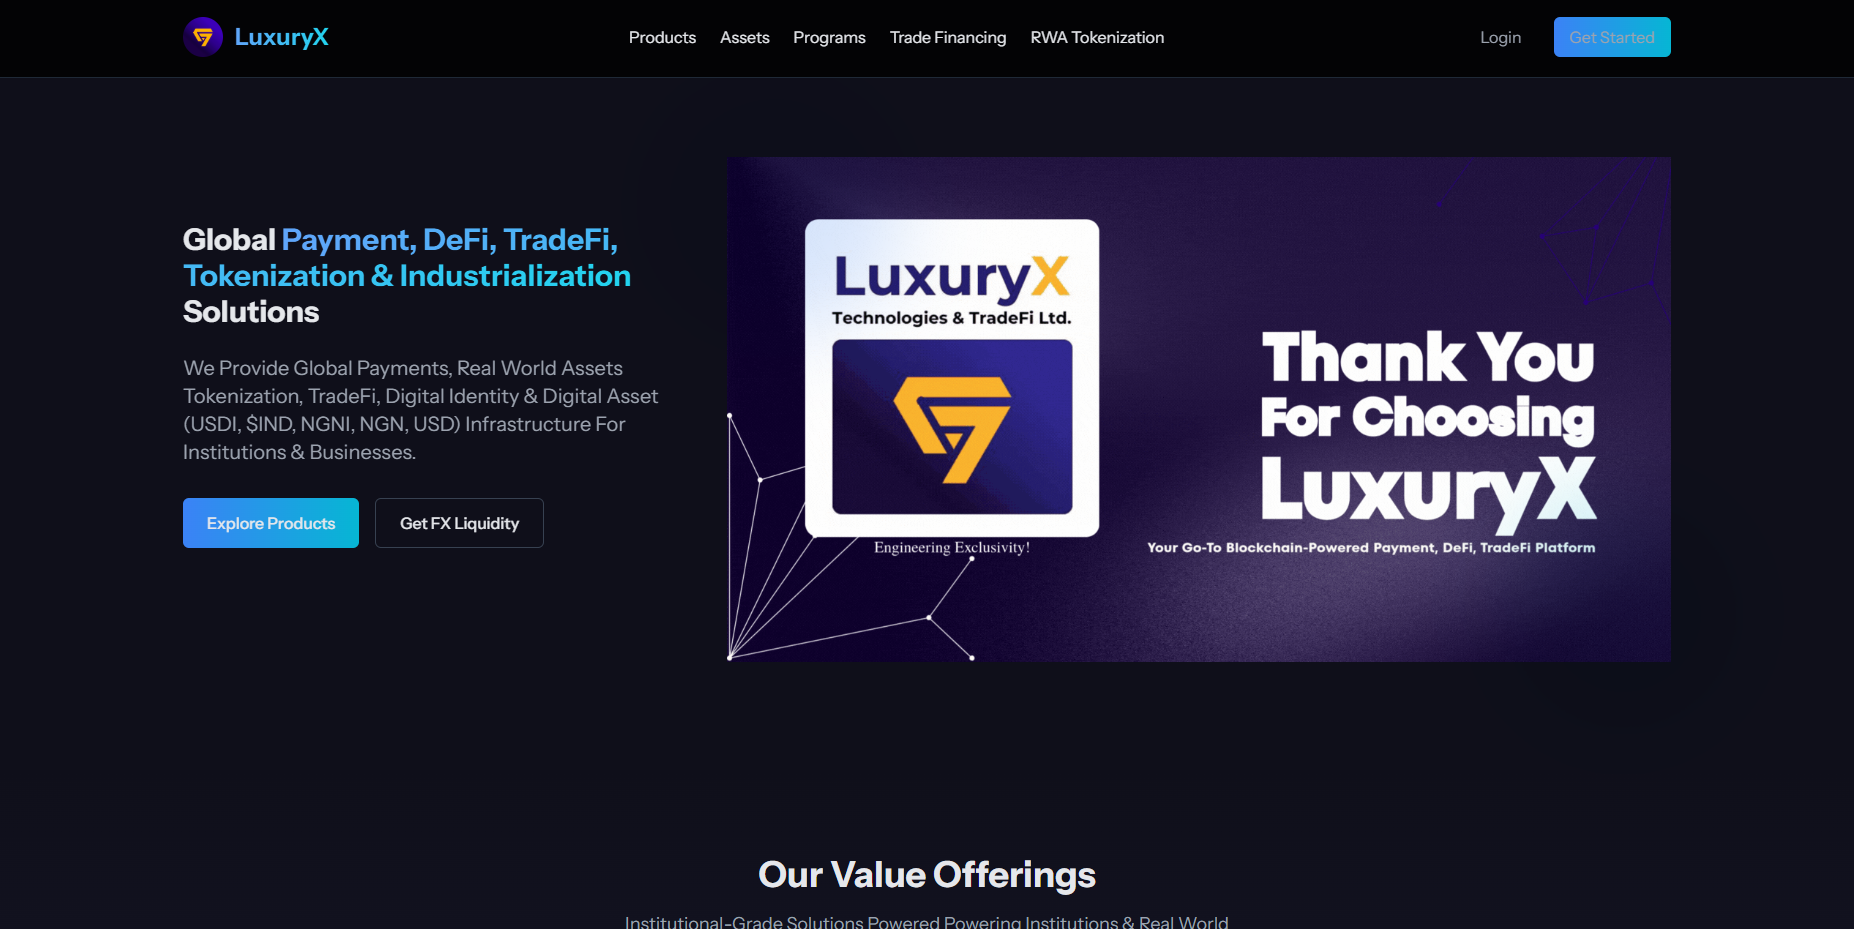 LuxuryX
Products Assets Programs Trade Financing RWA Tokenization
Login Get Started
Global Payment, DeFi, TradeFi,
Tokenization & Industrialization
Solutions
We Provide Global Payments, Real World Assets
Tokenization, TradeFi, Digital Identity & Digital Asset
(USDI, $IND, NGNI, NGN, USD) Infrastructure For
Institutions & Businesses.
Explore Products Get FX Liquidity
LuxuryX
Technologies & TradeFi Ltd.
Engineering Exclusivity!
Thank You
For Choosing
LuxuryX
Your Go-To Blockchain-Powered Payment, DeFi, TradeFi Platform
Our Value Offerings
Institutional-Grade Solutions Powered Powering Institutions & Real World